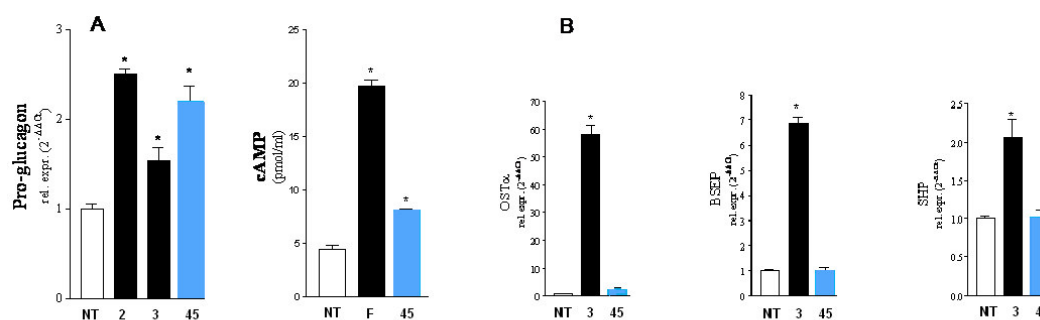 A
B
Pro-glucagon
rel. expr.(2^-ΔΔCt)
3
2
1
0
*
*
*
NT 2 3 45
cAMP
(pmol/ml)
25
20
15
10
5
0
*
*
NT F 45
OSTα
rel.expr.(2^-ΔΔCt)
70
60
50
40
30
20
10
0
*
NT 3 45
BSEP
rel.expr.(2^-ΔΔCt)
8
7
6
5
4
3
2
1
0
*
NT 3 45
SHP
rel.expr.(2^-ΔΔCt)
2.5
2.0
1.5
1.0
0.5
0.0
*
NT 3